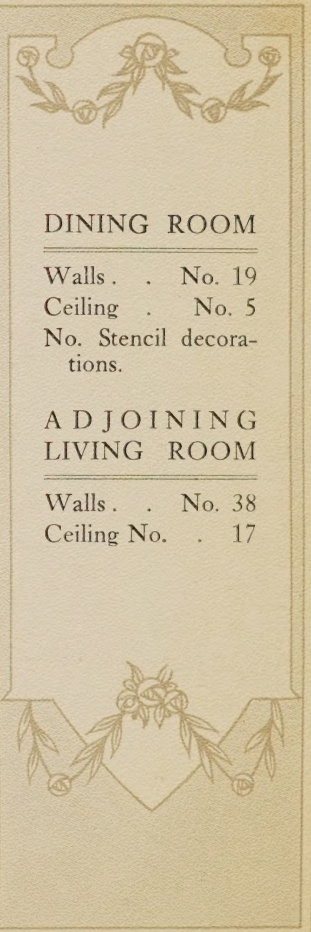 DINING ROOM
Walls . . No. 19
Ceiling . No. 5
No. Stencil decora-
tions.
ADJOINING
LIVING ROOM
Walls . . No. 38
Ceiling No. . 17